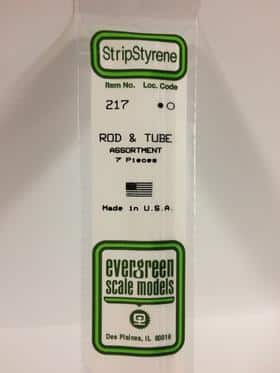 StripStyrene
Item No. Loc. Code
217
ROD & TUBE
ASSORTMENT
7 Pieces
Made in U.S.A.
evergreen
scale models
Des Plaines, IL 60018